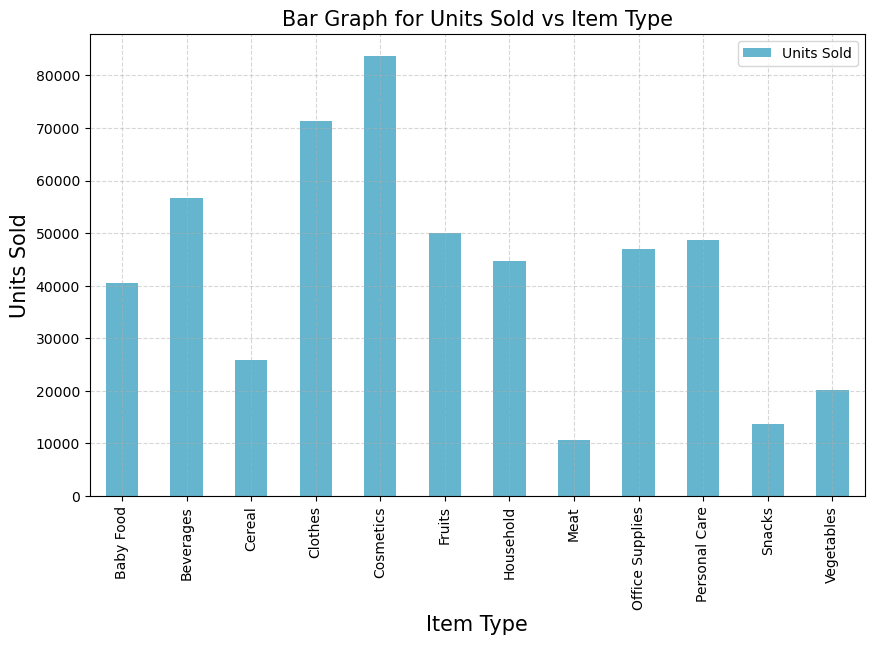 Bar Graph for Units Sold vs Item Type
Units Sold
80000
70000
60000
50000
40000
30000
20000
10000
0
Units Sold
Baby Food
Beverages
Cereal
Clothes
Cosmetics
Fruits
Household
Meat
Office Supplies
Personal Care
Snacks
Vegetables
Item Type